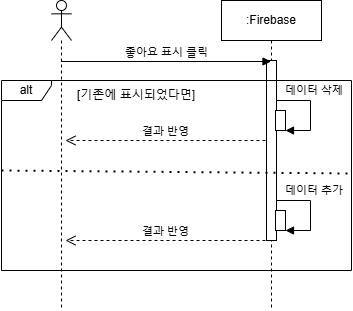 :Firebase
좋아요 표시 클릭
alt
[기존에 표시되었다면]
데이터 삭제
결과 반영
데이터 추가
결과 반영